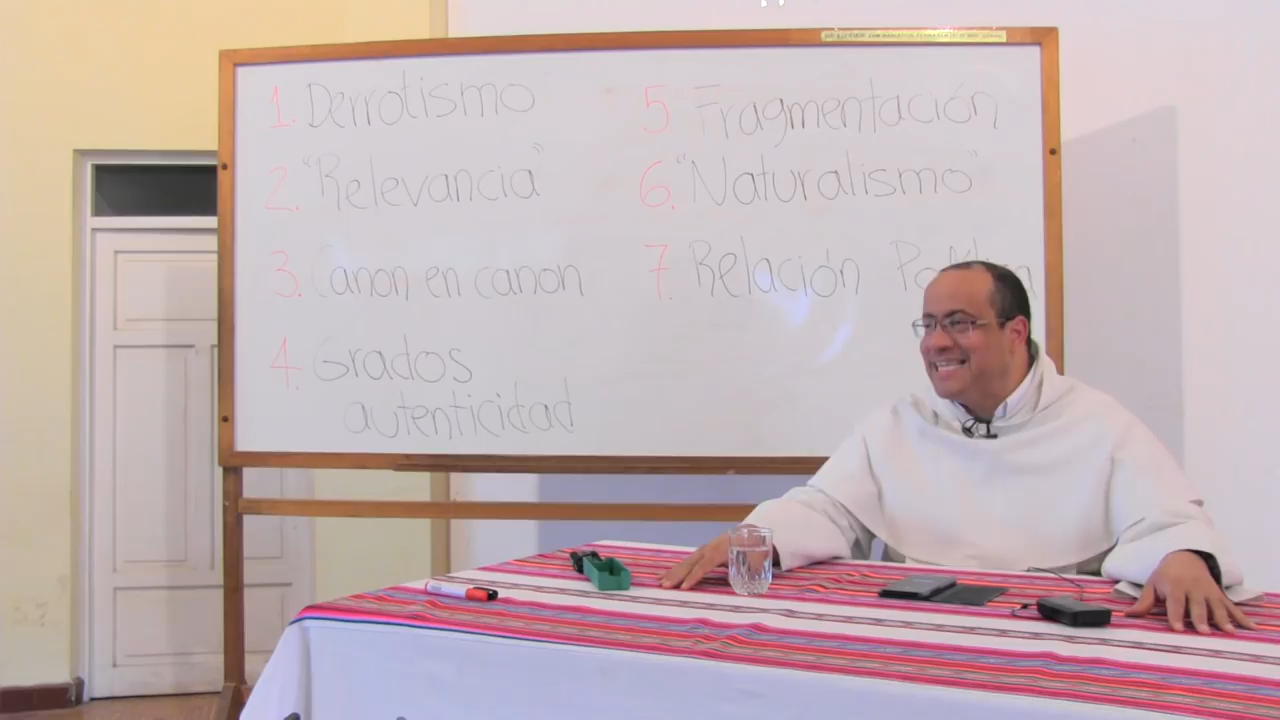 1. Derrotismo
2. "Relevancia"
3. Canon en canon
4. Grados
autenticidad
5 Fragmentación
6. "Naturalismo"
7. Relación